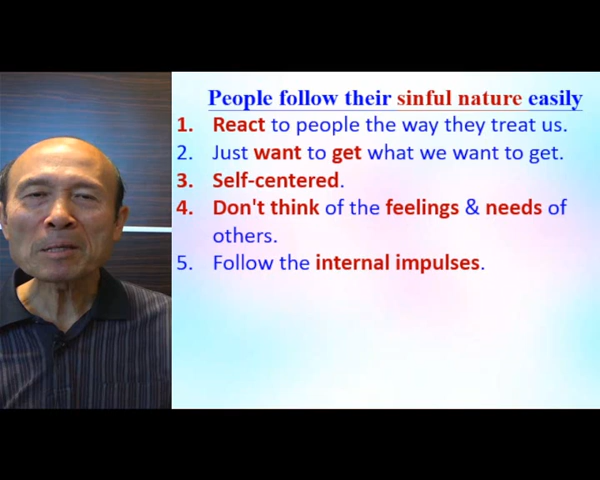 People follow their sinful nature easily
1. React to people the way they treat us.
2. Just want to get what we want to get.
3. Self-centered.
4. Don't think of the feelings & needs of
others.
5. Follow the internal impulses.